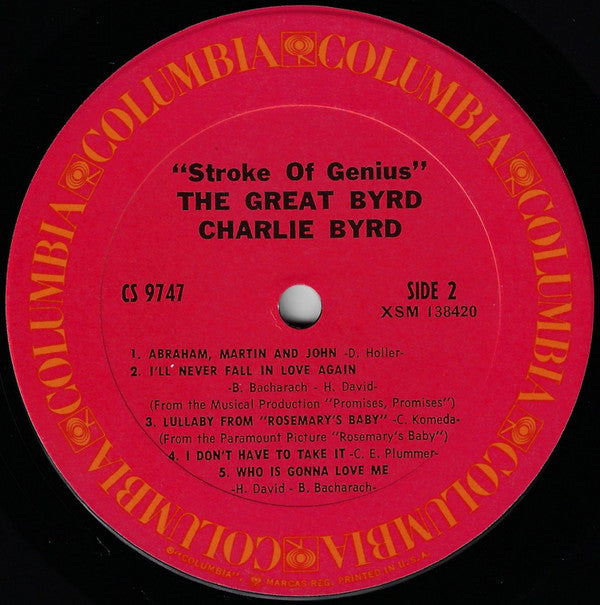 COLUMBIA COLUMBIA COLUMBIA COLUMBIA COLUMBIA COLUMBIA
"Stroke Of Genius"
THE GREAT BYRD
CHARLIE BYRD
CS 9747
SIDE 2
XSM 138420
1. ABRAHAM, MARTIN AND JOHN -D. Holler-
2. I'LL NEVER FALL IN LOVE AGAIN
-B. Bacharach - H. David-
(From the Musical Production "Promises, Promises")
3. LULLABY FROM "ROSEMARY'S BABY" -C. Komeda-
(From the Paramount Picture "Rosemary's Baby")
4. I DON'T HAVE TO TAKE IT -C. E. Plummer-
5. WHO IS GONNA LOVE ME
-H. David - B. Bacharach-
"COLUMBIA", MARCAS REG. PRINTED IN U.S.A.